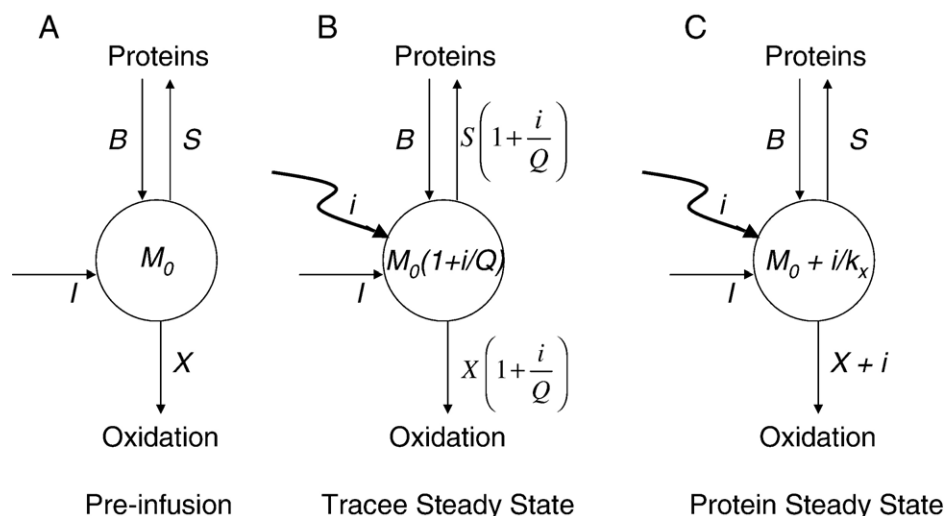 A
Proteins
B
S
M₀
I
X
Oxidation
Pre-infusion
B
Proteins
B
S(1+i/Q)
i
M₀(1+i/Q)
I
X(1+i/Q)
Oxidation
Tracee Steady State
C
Proteins
B
S
i
M₀ + i/kₓ
I
X + i
Oxidation
Protein Steady State